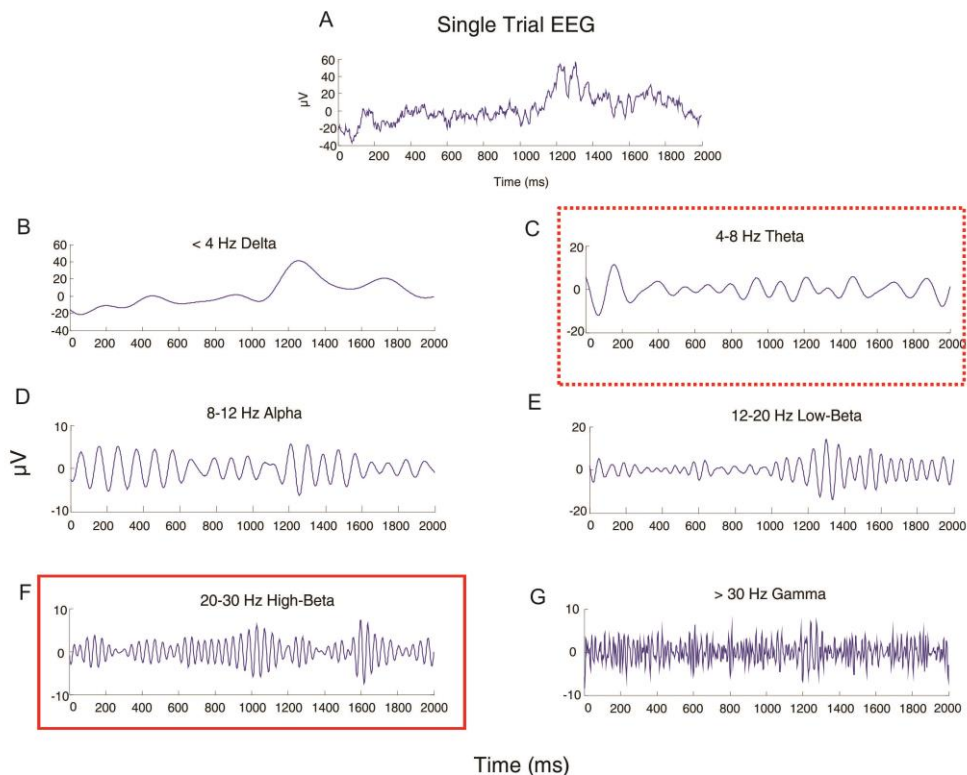 A
Single Trial EEG
60
40
20
0
-20
-40
µV
0 200 400 600 800 1000 1200 1400 1600 1800 2000
Time (ms)
B
< 4 Hz Delta
60
40
20
0
-20
-40
0 200 400 600 800 1000 1200 1400 1600 1800 2000
C
4-8 Hz Theta
20
0
-20
0 200 400 600 800 1000 1200 1400 1600 1800 2000
D
8-12 Hz Alpha
10
0
-10
µV
0 200 400 600 800 1000 1200 1400 1600 1800 2000
E
12-20 Hz Low-Beta
20
0
-20
0 200 400 600 800 1000 1200 1400 1600 1800 2000
F
20-30 Hz High-Beta
10
0
-10
0 200 400 600 800 1000 1200 1400 1600 1800 2000
G
> 30 Hz Gamma
10
0
-10
0 200 400 600 800 1000 1200 1400 1600 1800 2000
Time (ms)